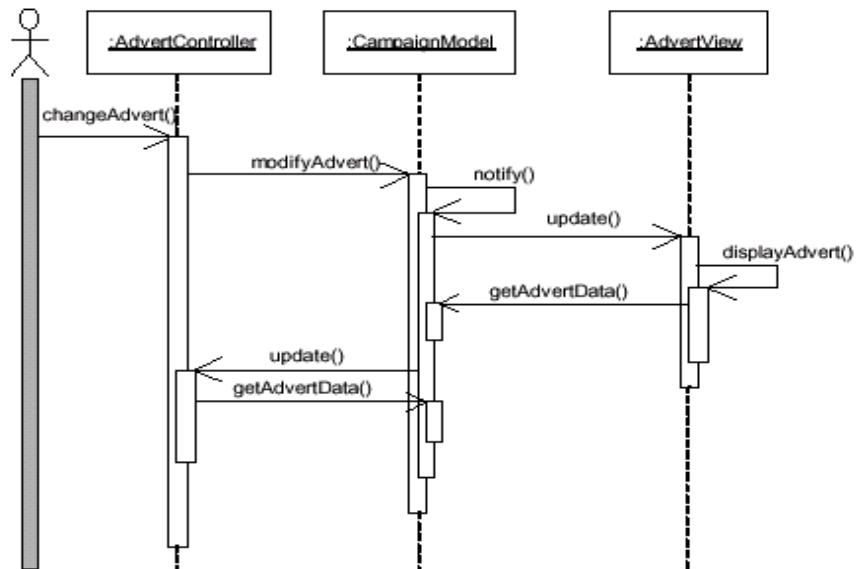 :AdvertController
:CampaignModel
:AdvertView
changeAdvert()
modifyAdvert()
notify()
update()
displayAdvert()
getAdvertData()
update()
getAdvertData()